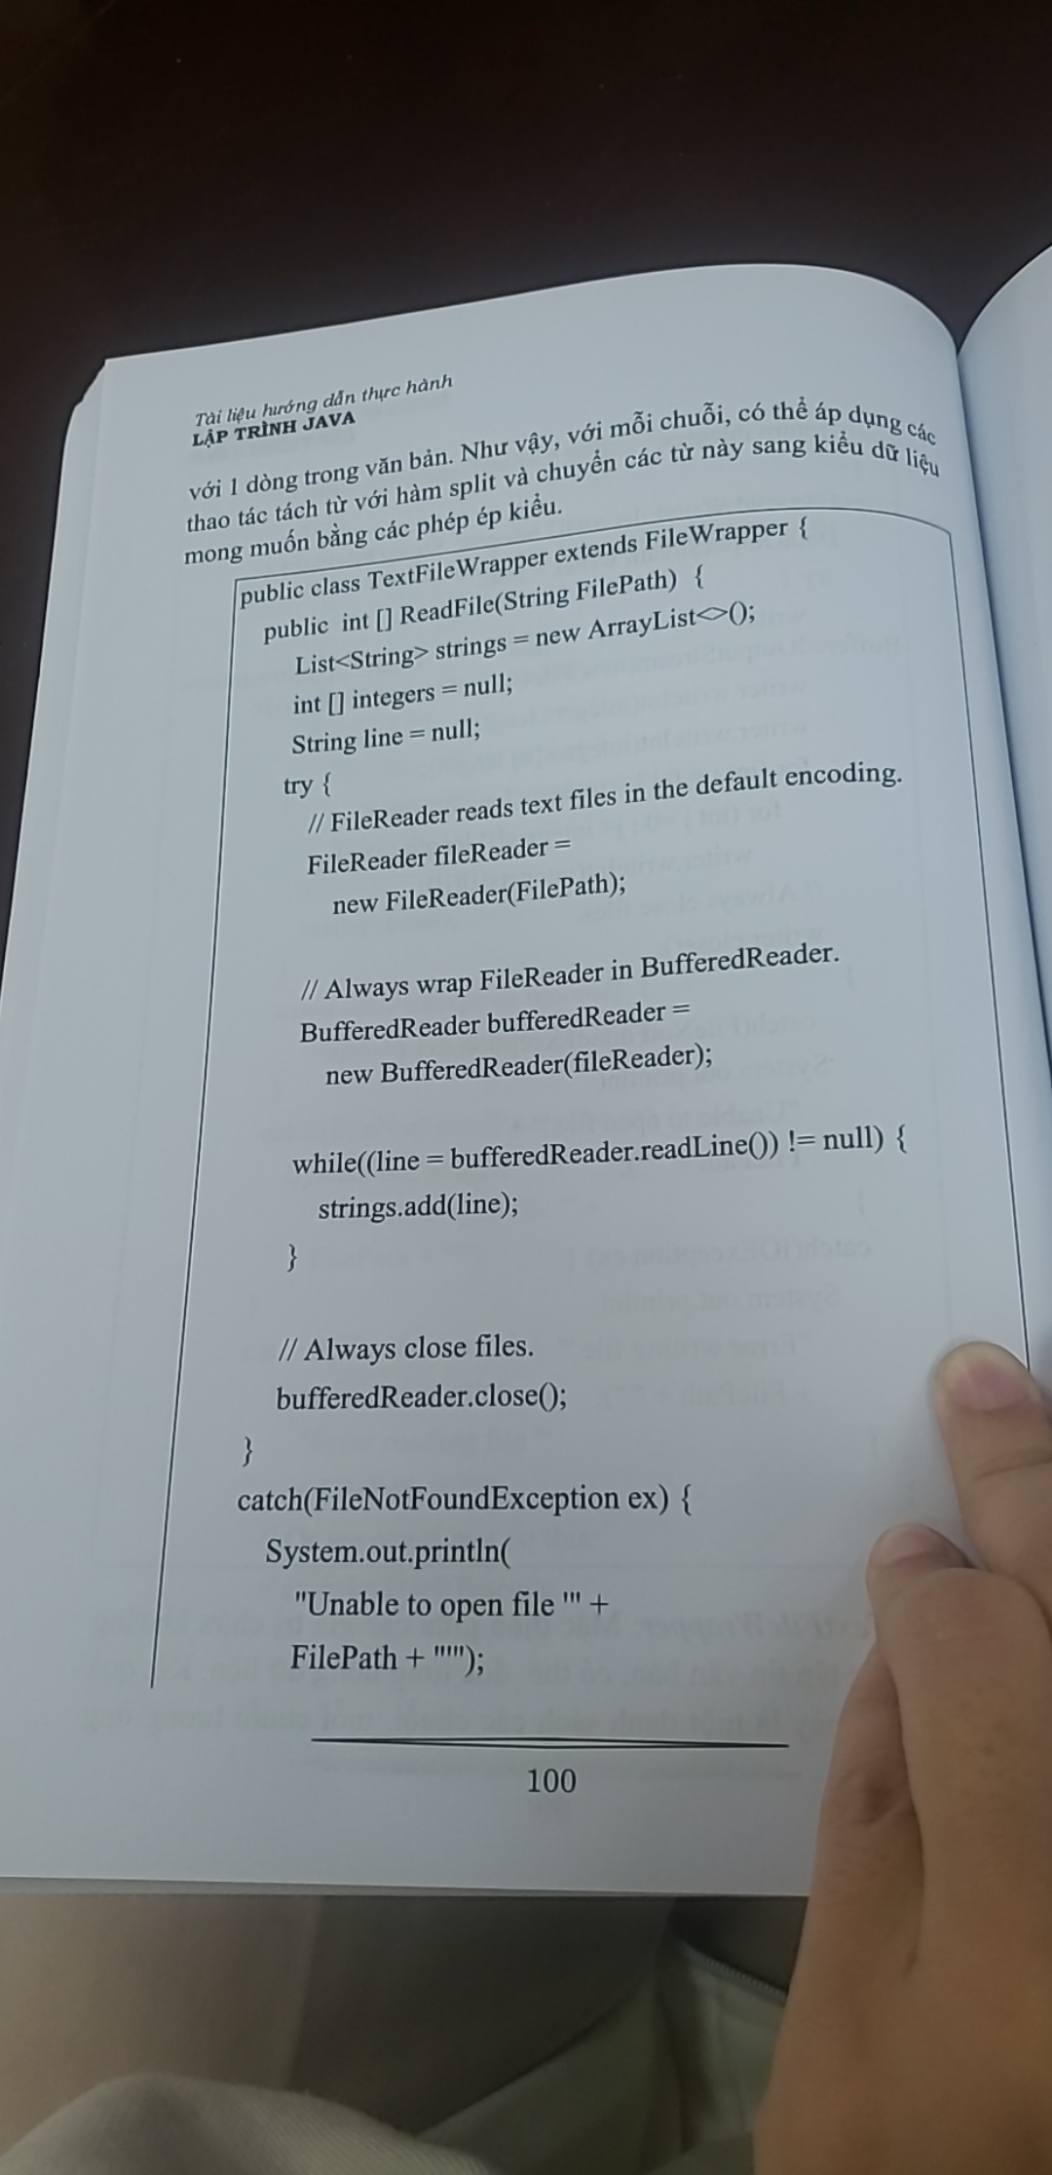 Tài liệu hướng dẫn thực hành
LẬP TRÌNH JAVA
với 1 dòng trong văn bản. Như vậy, với mỗi chuỗi, có thể áp dụng các
thao tác tách từ với hàm split và chuyển các từ này sang kiểu dữ liệu
mong muốn bằng các phép ép kiểu.
public class TextFileWrapper extends FileWrapper {
public int [] ReadFile(String FilePath) {
List<String> strings = new ArrayList<>();
int [] integers = null;
String line = null;
try {
// FileReader reads text files in the default encoding.
FileReader fileReader =
new FileReader(FilePath);
// Always wrap FileReader in BufferedReader.
BufferedReader bufferedReader =
new BufferedReader(fileReader);
while((line = bufferedReader.readLine()) != null) {
strings.add(line);
}
// Always close files.
bufferedReader.close();
}
catch(FileNotFoundException ex) {
System.out.println(
"Unable to open file '" +
FilePath + "'");
100